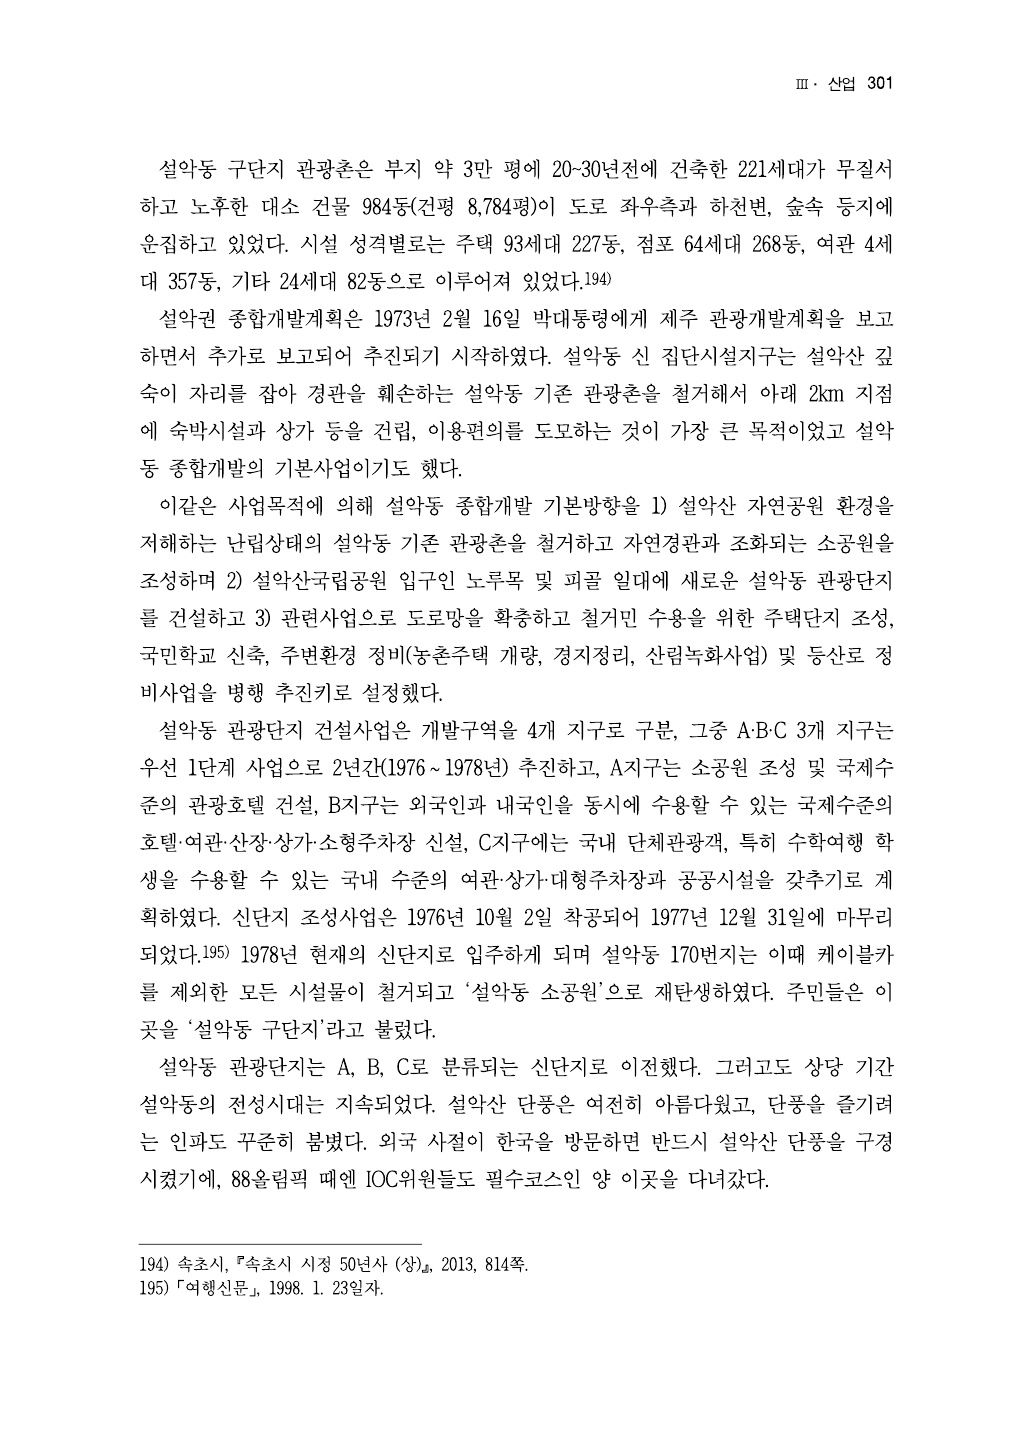 Ⅲ· 산업 301
설악동 구단지 관광촌은 부지 약 3만 평에 20~30년전에 건축한 221세대가 무질서
하고 노후한 대소 건물 984동(건평 8,784평)이 도로 좌우측과 하천변, 숲속 등지에
운집하고 있었다. 시설 성격별로는 주택 93세대 227동, 점포 64세대 268동, 여관 4세
대 357동, 기타 24세대 82동으로 이루어져 있었다.194)
설악권 종합개발계획은 1973년 2월 16일 박대통령에게 제주 관광개발계획을 보고
하면서 추가로 보고되어 추진되기 시작하였다. 설악동 신 집단시설지구는 설악산 깊
숙이 자리를 잡아 경관을 훼손하는 설악동 기존 관광촌을 철거해서 아래 2km 지점
에 숙박시설과 상가 등을 건립, 이용편의를 도모하는 것이 가장 큰 목적이었고 설악
동 종합개발의 기본사업이기도 했다.
이같은 사업목적에 의해 설악동 종합개발 기본방향을 1) 설악산 자연공원 환경을
저해하는 난립상태의 설악동 기존 관광촌을 철거하고 자연경관과 조화되는 소공원을
조성하며 2) 설악산국립공원 입구인 노루목 및 피골 일대에 새로운 설악동 관광단지
를 건설하고 3) 관련사업으로 도로망을 확충하고 철거민 수용을 위한 주택단지 조성,
국민학교 신축, 주변환경 정비(농촌주택 개량, 경지정리, 산림녹화사업) 및 등산로 정
비사업을 병행 추진키로 설정했다.
설악동 관광단지 건설사업은 개발구역을 4개 지구로 구분, 그중 A·B·C 3개 지구는
우선 1단계 사업으로 2년간(1976~1978년) 추진하고, A지구는 소공원 조성 및 국제수
준의 관광호텔 건설, B지구는 외국인과 내국인을 동시에 수용할 수 있는 국제수준의
호텔·여관·산장·상가·소형주차장 신설, C지구에는 국내 단체관광객, 특히 수학여행 학
생을 수용할 수 있는 국내 수준의 여관·상가·대형주차장과 공공시설을 갖추기로 계
획하였다. 신단지 조성사업은 1976년 10월 2일 착공되어 1977년 12월 31일에 마무리
되었다.195) 1978년 현재의 신단지로 입주하게 되며 설악동 170번지는 이때 케이블카
를 제외한 모든 시설물이 철거되고 ‘설악동 소공원’으로 재탄생하였다. 주민들은 이
곳을 ‘설악동 구단지’라고 불렀다.
설악동 관광단지는 A, B, C로 분류되는 신단지로 이전했다. 그러고도 상당 기간
설악동의 전성시대는 지속되었다. 설악산 단풍은 여전히 아름다웠고, 단풍을 즐기려
는 인파도 꾸준히 붐볐다. 외국 사절이 한국을 방문하면 반드시 설악산 단풍을 구경
시켰기에, 88올림픽 때엔 IOC위원들도 필수코스인 양 이곳을 다녀갔다.
194) 속초시, 『속초시 시정 50년사 (상)』, 2013, 814쪽.
195) 「여행신문」, 1998. 1. 23일자.